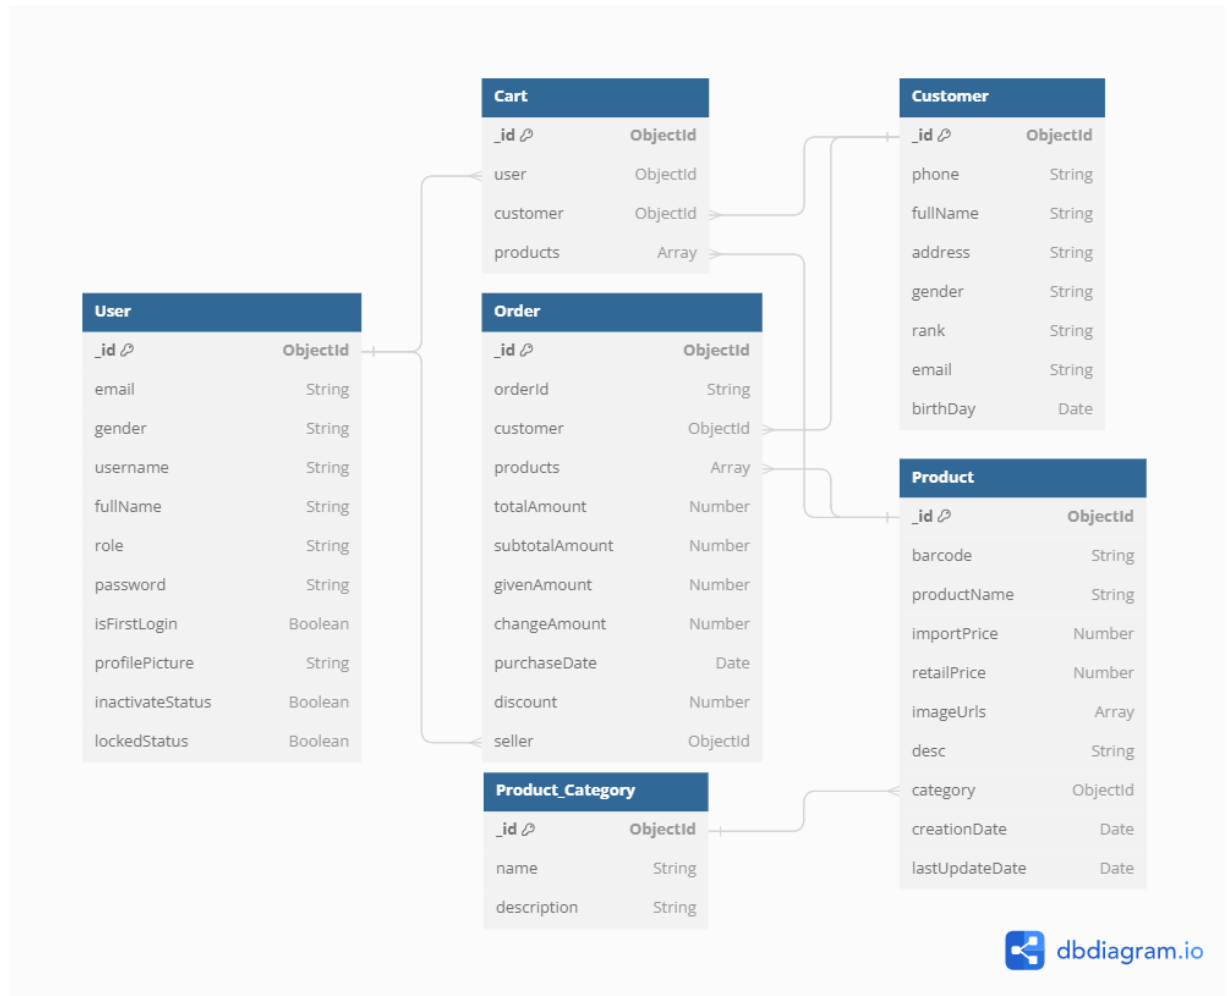 Cart
_id ObjectId
user ObjectId
customer ObjectId
products Array
Customer
_id ObjectId
phone String
fullName String
address String
gender String
rank String
email String
birthDay Date
User
_id ObjectId
email String
gender String
username String
fullName String
role String
password String
isFirstLogin Boolean
profilePicture String
inactivateStatus Boolean
lockedStatus Boolean
Order
_id ObjectId
orderId String
customer ObjectId
products Array
totalAmount Number
subtotalAmount Number
givenAmount Number
changeAmount Number
purchaseDate Date
discount Number
seller ObjectId
Product
_id ObjectId
barcode String
productName String
importPrice Number
retailPrice Number
imageUrls Array
desc String
category ObjectId
creationDate Date
lastUpdateDate Date
Product_Category
_id ObjectId
name String
description String
dbdiagram.io